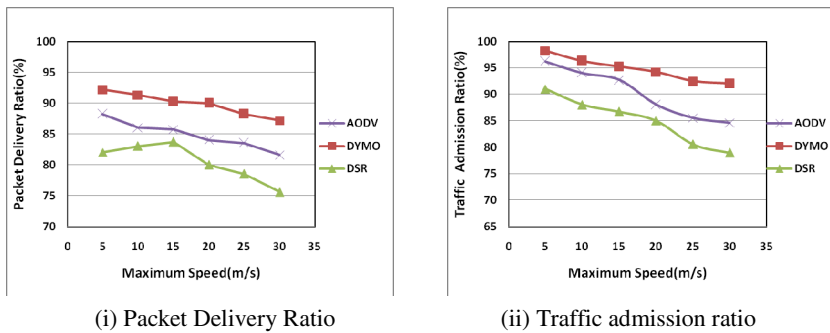 100
95
90
85
80
75
70
Packet Delivery Ratio(%)
0 5 10 15 20 25 30 35
Maximum Speed(m/s)
AODV
DYMO
DSR
(i) Packet Delivery Ratio
100
95
90
85
80
75
70
65
Traffic Admission Ratio(%)
0 5 10 15 20 25 30 35
Maximum Speed(m/s)
AODV
DYMO
DSR
(ii) Traffic admission ratio